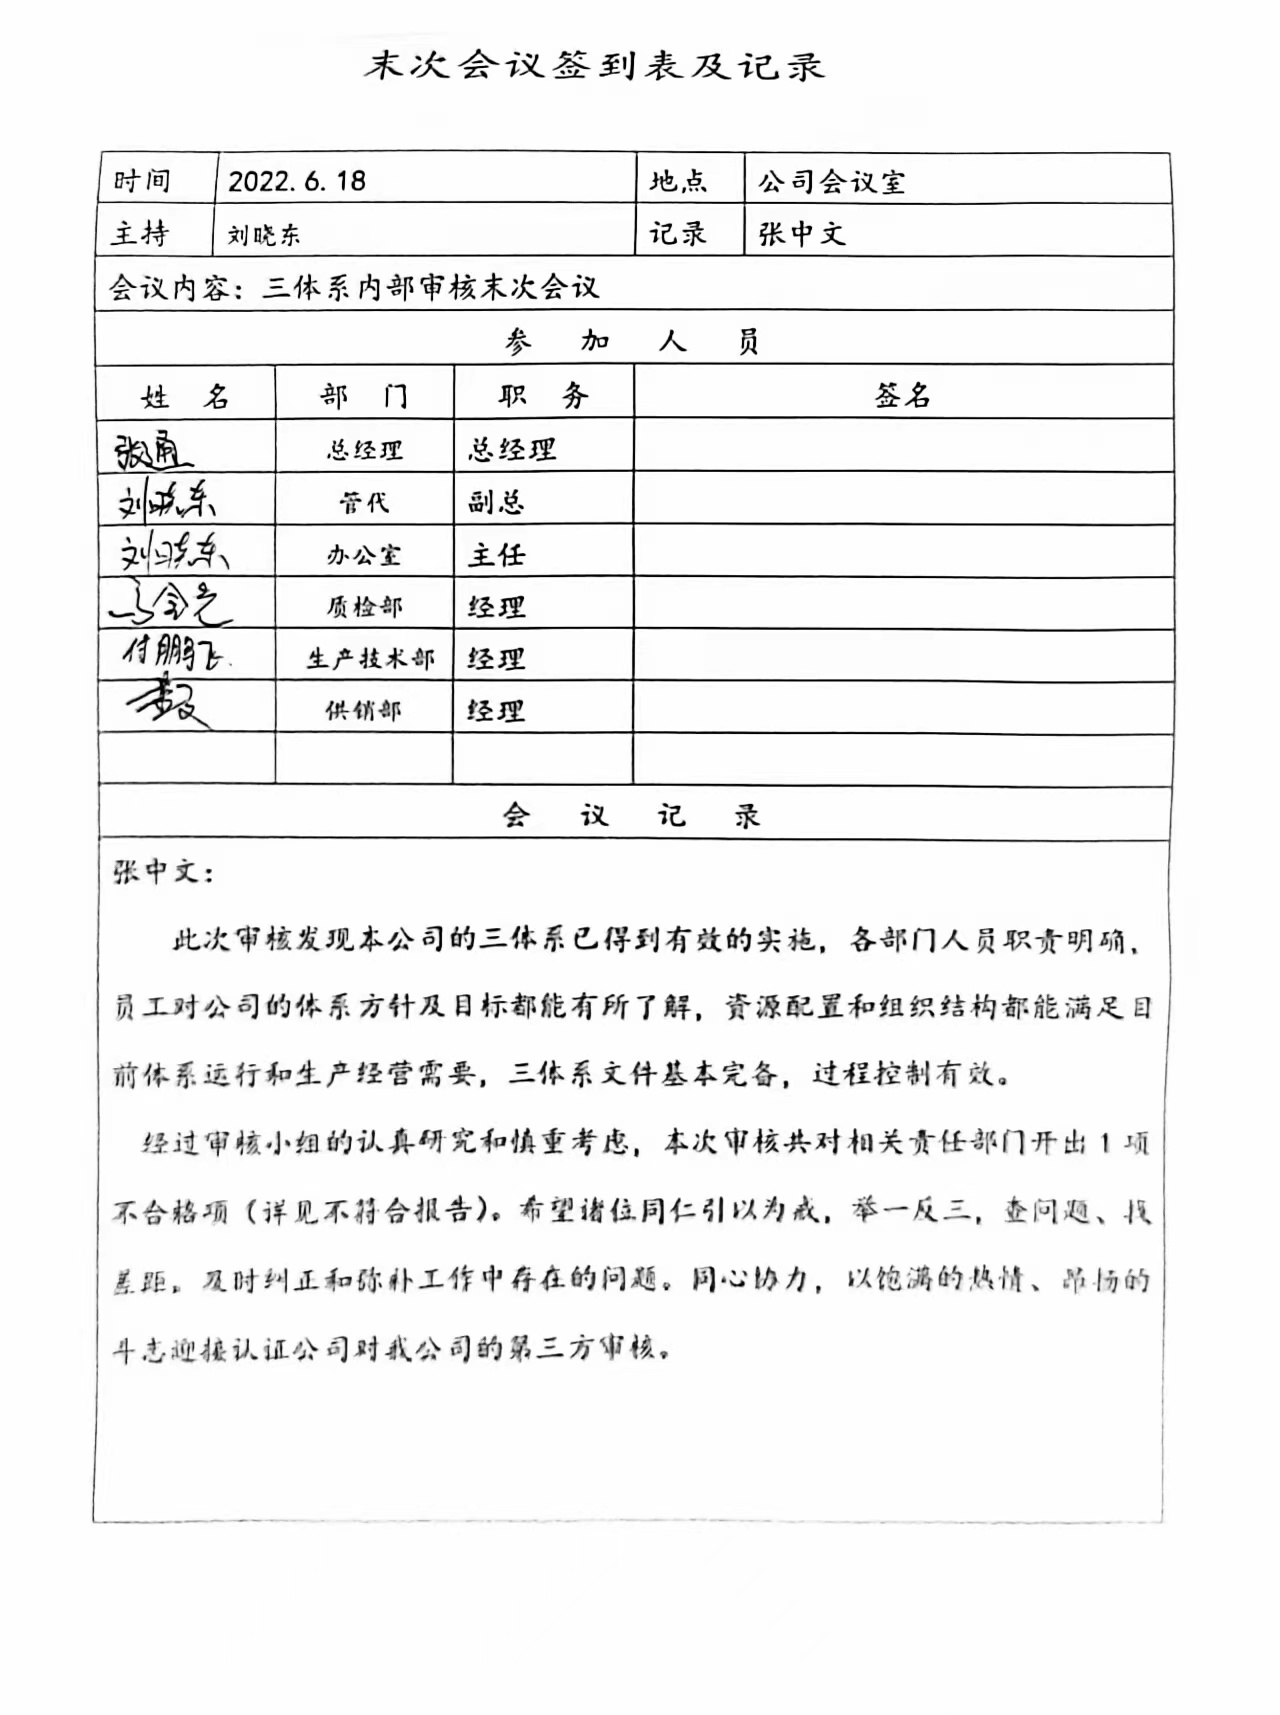 末次会议签到表及记录
时间 2022.6.18 地点 公司会议室
主持 刘晓东 记录 张中文
会议内容：三体系内部审核末次会议
参加人员
姓名 部门 职务 签名
张通 总经理 总经理
刘晓东 管代 副总
刘晓东 办公室 主任
质检部 经理
付鹏飞 生产技术部 经理
供销部 经理
会议记录
张中文：
此次审核发现本公司的三体系已得到有效的实施，各部门人员职责明确，
员工对公司的体系方针及目标都能有所了解，资源配置和组织结构都能满足目
前体系运行和生产经营需要，三体系文件基本完备，过程控制有效。
经过审核小组的认真研究和慎重考虑，本次审核共对相关责任部门开出1项
不合格项（详见不符合报告）。希望诸位同仁引以为戒，举一反三，查问题、找
差距。及时纠正和弥补工作中存在的问题。同心协力，以饱满的热情、昂扬的
斗志迎接认证公司对我公司的第三方审核。